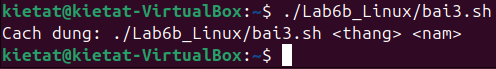 kietat@kietat-VirtualBox:~$ ./Lab6b_Linux/bai3.sh
Cach dung: ./Lab6b_Linux/bai3.sh <thang> <nam>
kietat@kietat-VirtualBox:~$